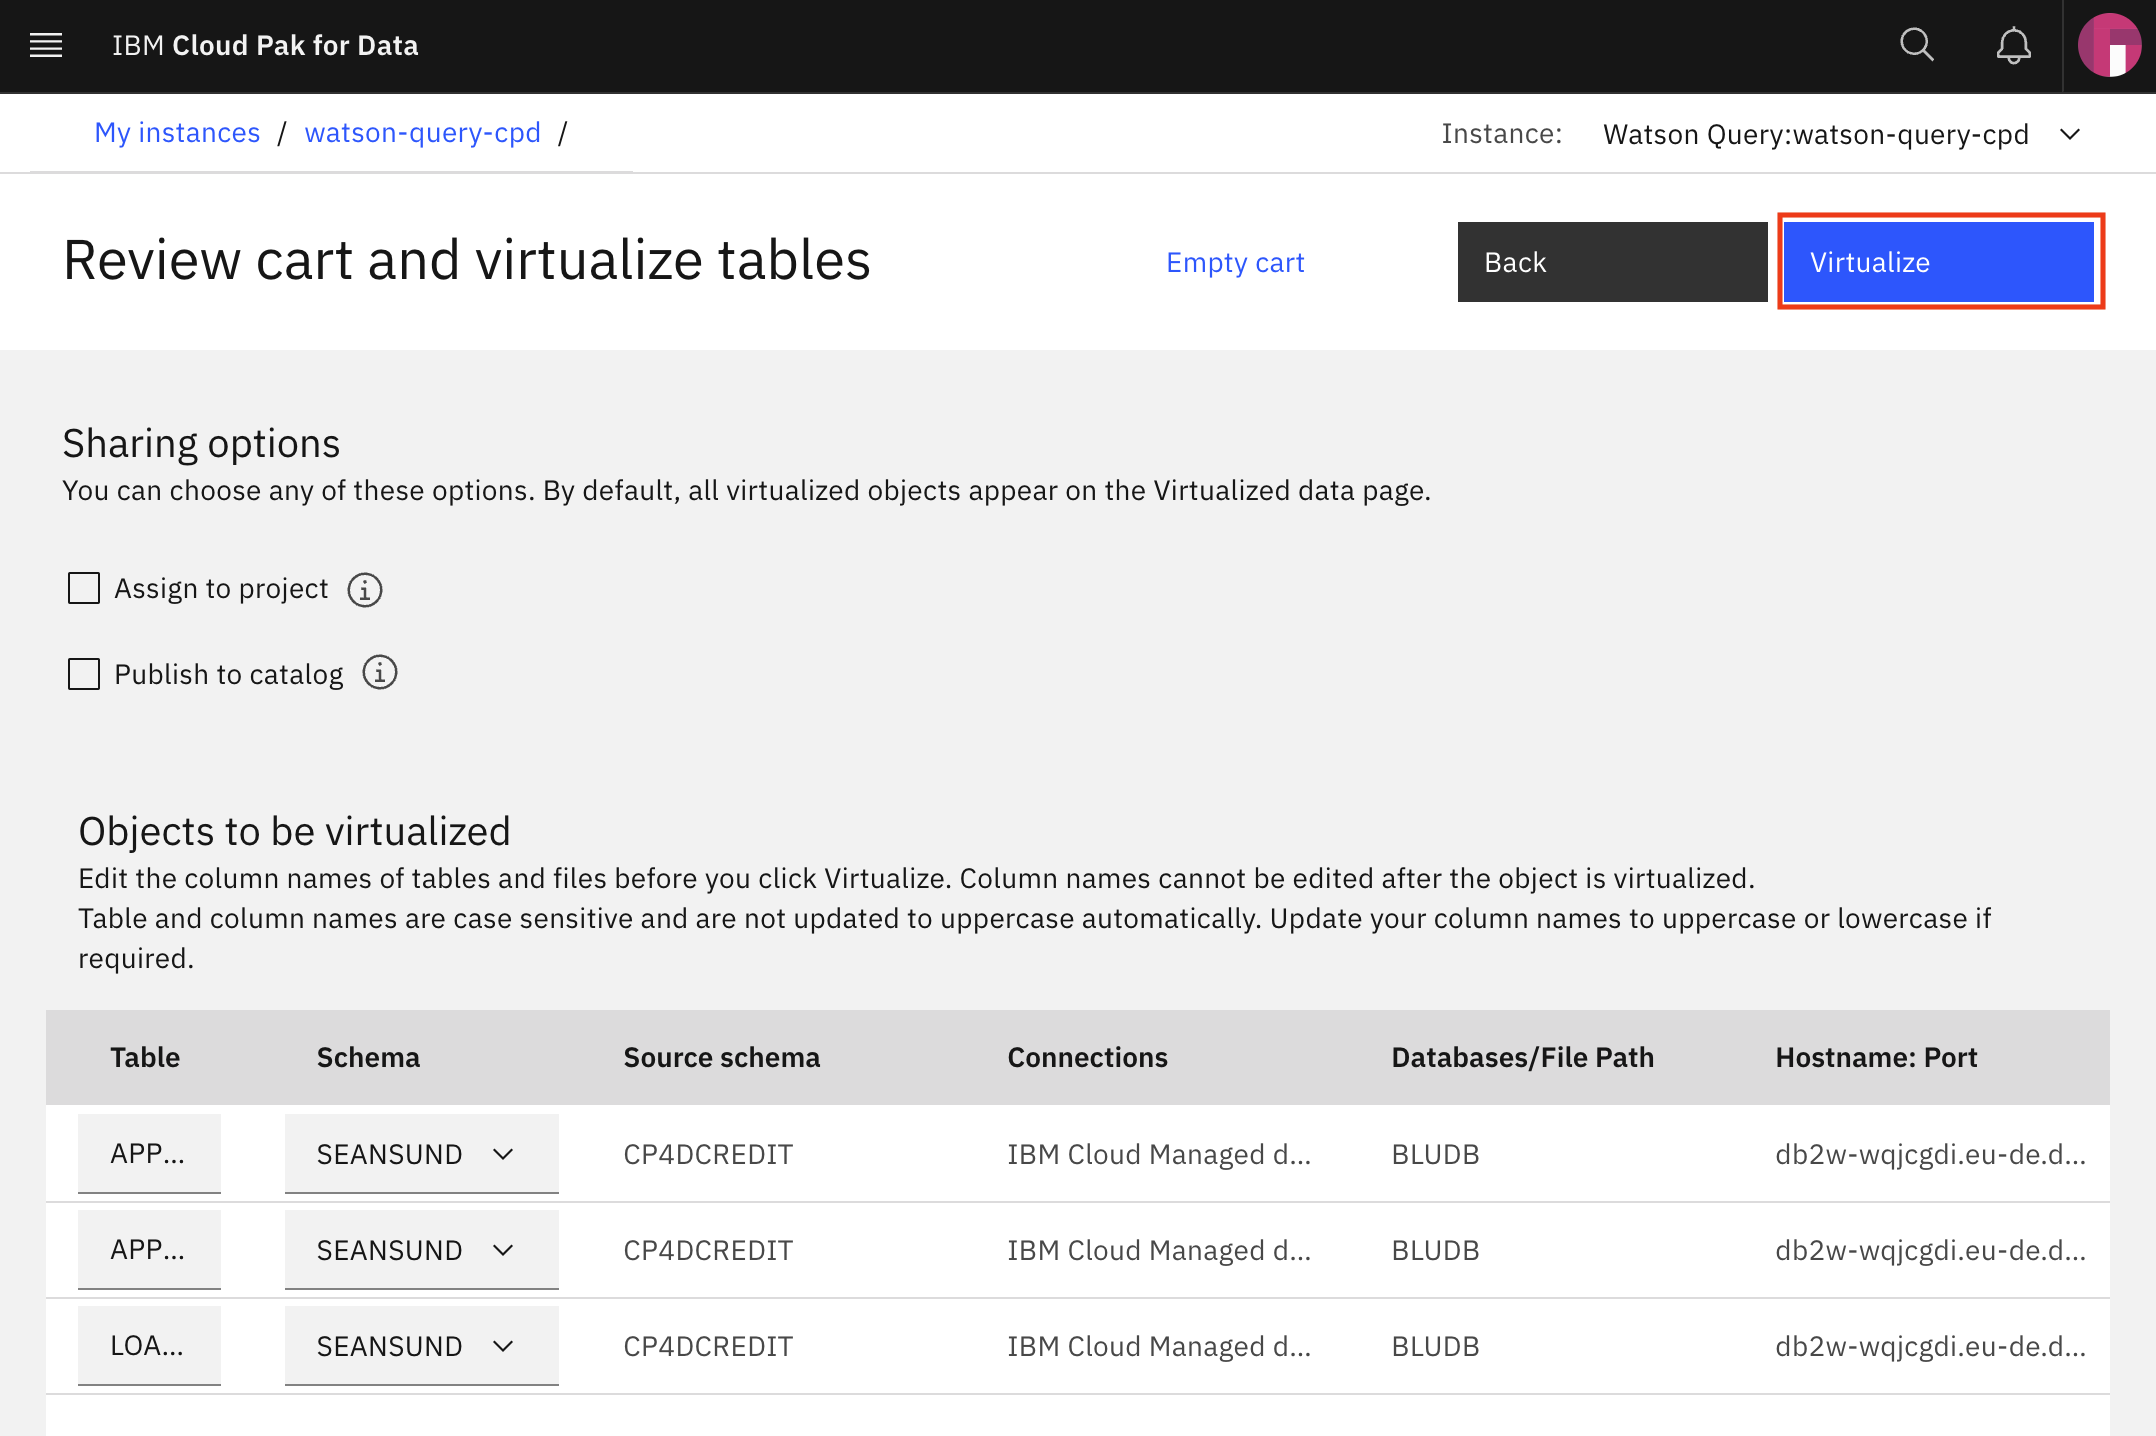 IBM Cloud Pak for Data
My instances / watson-query-cpd /
Instance: Watson Query:watson-query-cpd
Review cart and virtualize tables
Empty cart
Back
Virtualize
Sharing options
You can choose any of these options. By default, all virtualized objects appear on the Virtualized data page.
Assign to project
Publish to catalog
Objects to be virtualized
Edit the column names of tables and files before you click Virtualize. Column names cannot be edited after the object is virtualized.
Table and column names are case sensitive and are not updated to uppercase automatically. Update your column names to uppercase or lowercase if
required.
Table Schema Source schema Connections Databases/File Path Hostname: Port
APP... SEANSUND CP4DCREDIT IBM Cloud Managed d... BLUDB db2w-wqjcgdi.eu-de.d...
APP... SEANSUND CP4DCREDIT IBM Cloud Managed d... BLUDB db2w-wqjcgdi.eu-de.d...
LOA... SEANSUND CP4DCREDIT IBM Cloud Managed d... BLUDB db2w-wqjcgdi.eu-de.d...